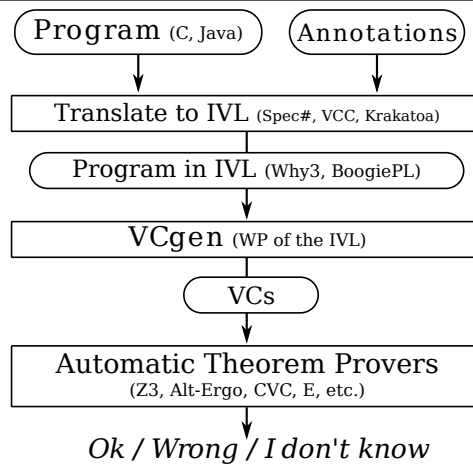 Program (C, Java)
Annotations
Translate to IVL (Spec#, VCC, Krakatoa)
Program in IVL (Why3, BoogiePL)
VCgen (WP of the IVL)
VCs
Automatic Theorem Provers
(Z3, Alt-Ergo, CVC, E, etc.)
Ok / Wrong / I don't know